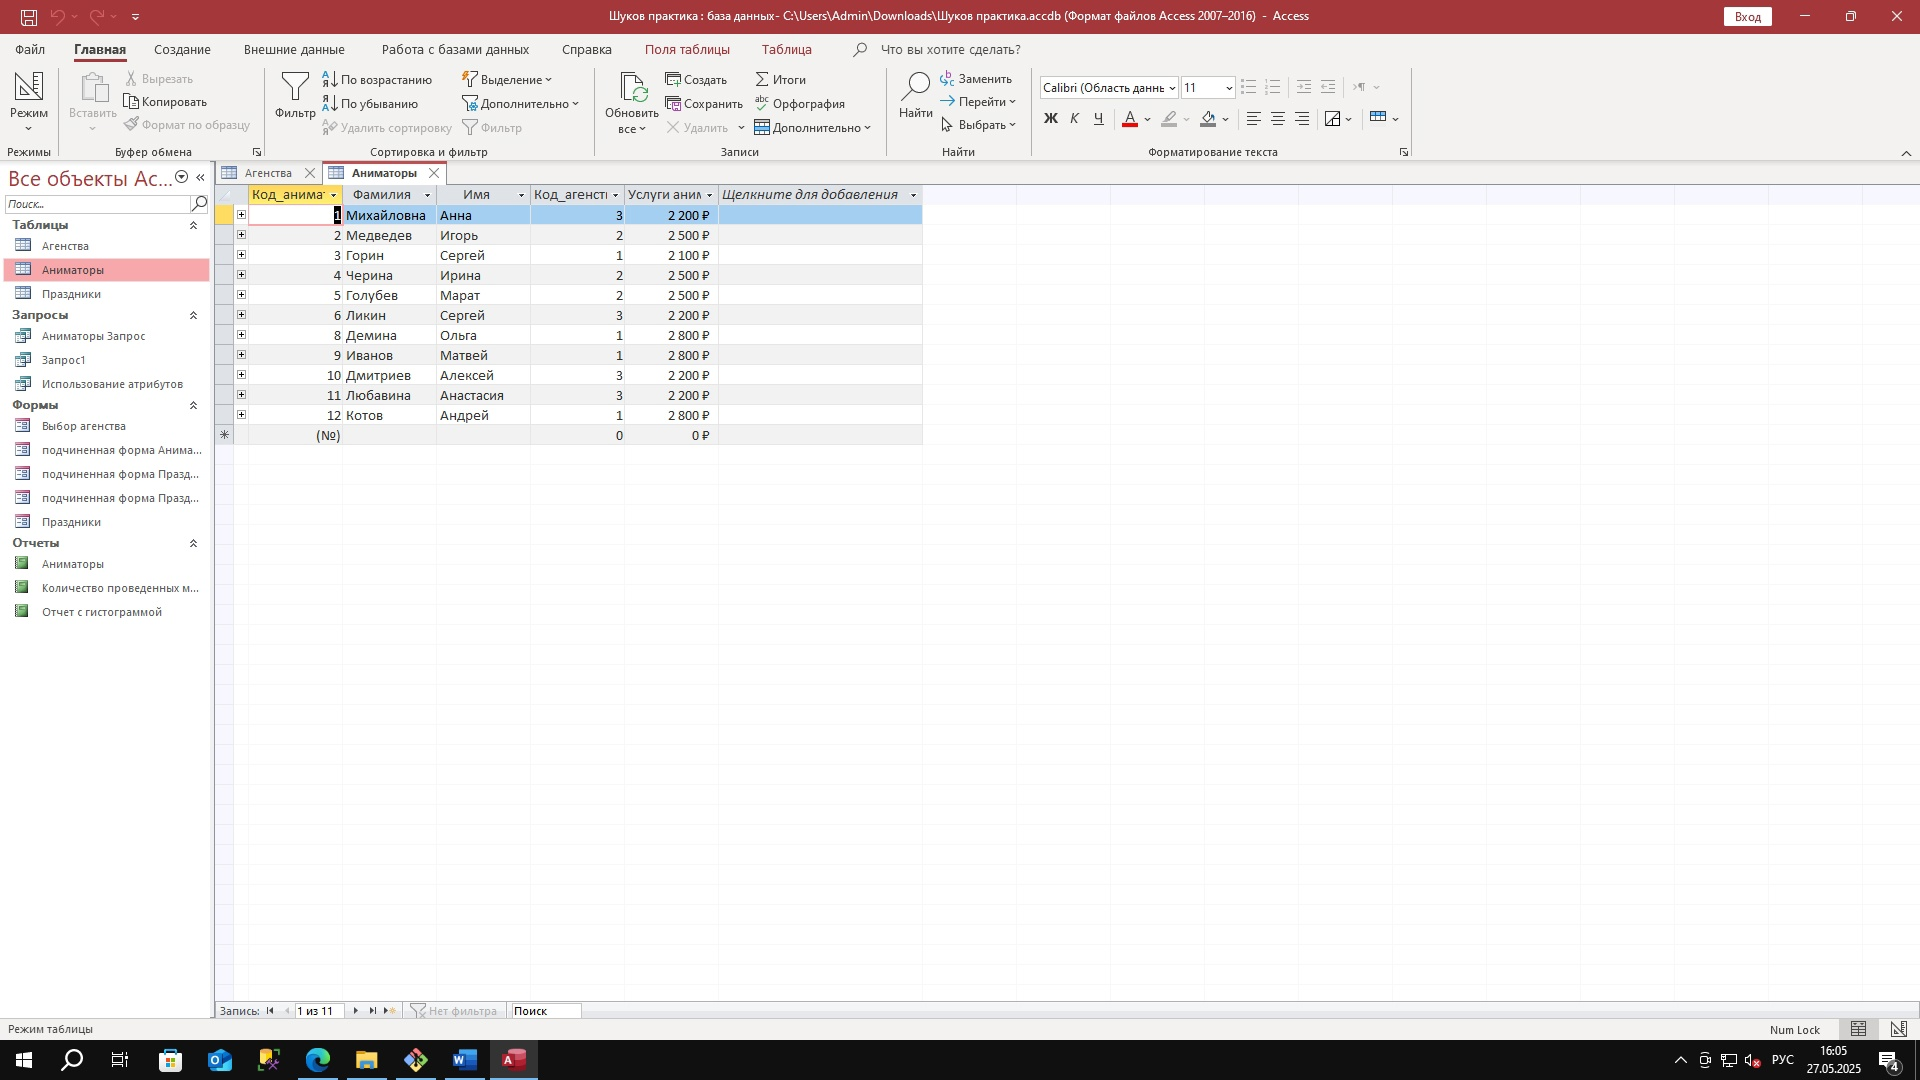 Шуков практика : база данных- C:\Users\Admin\Downloads\Шуков практика.accdb (Формат файлов Access 2007–2016) - Access
Вход
Файл Главная Создание Внешние данные Работа с базами данных Справка Поля таблицы Таблица Что вы хотите сделать?
Режим
Режимы
Вставить
Вырезать
Копировать
Формат по образцу
Буфер обмена
Фильтр
По возрастанию
По убыванию
Удалить сортировку
Выделение
Дополнительно
Фильтр
Сортировка и фильтр
Обновить
все
Создать
Сохранить
Удалить
Итоги
Орфография
Дополнительно
Записи
Найти
Заменить
Перейти
Выбрать
Найти
Calibri (Область данны 11
Ж К Ч А
Форматирование текста
Все объекты Ac...
Поиск...
Таблицы
Агенства
Аниматоры
Праздники
Запросы
Аниматоры Запрос
Запрос1
Использование атрибутов
Формы
Выбор агенства
подчиненная форма Анима...
подчиненная форма Празд...
подчиненная форма Празд...
Праздники
Отчеты
Аниматоры
Количество проведенных м...
Отчет с гистограммой
Агенства Аниматоры
Код_анимат Фамилия Имя Код_агенстı Услуги аним Щелкните для добавления
1 Михайловна Анна 3 2 200 ₽
2 Медведев Игорь 2 2 500 ₽
3 Горин Сергей 1 2 100 ₽
4 Черина Ирина 2 2 500 ₽
5 Голубев Марат 2 2 500 ₽
6 Ликин Сергей 3 2 200 ₽
8 Демина Ольга 1 2 800 ₽
9 Иванов Матвей 1 2 800 ₽
10 Дмитриев Алексей 3 2 200 ₽
11 Любавина Анастасия 3 2 200 ₽
12 Котов Андрей 1 2 800 ₽
(№) 0 0 ₽
Запись: 1 из 11 Нет фильтра Поиск
Режим таблицы
Num Lock
РУС
16:05
27.05.2025
4